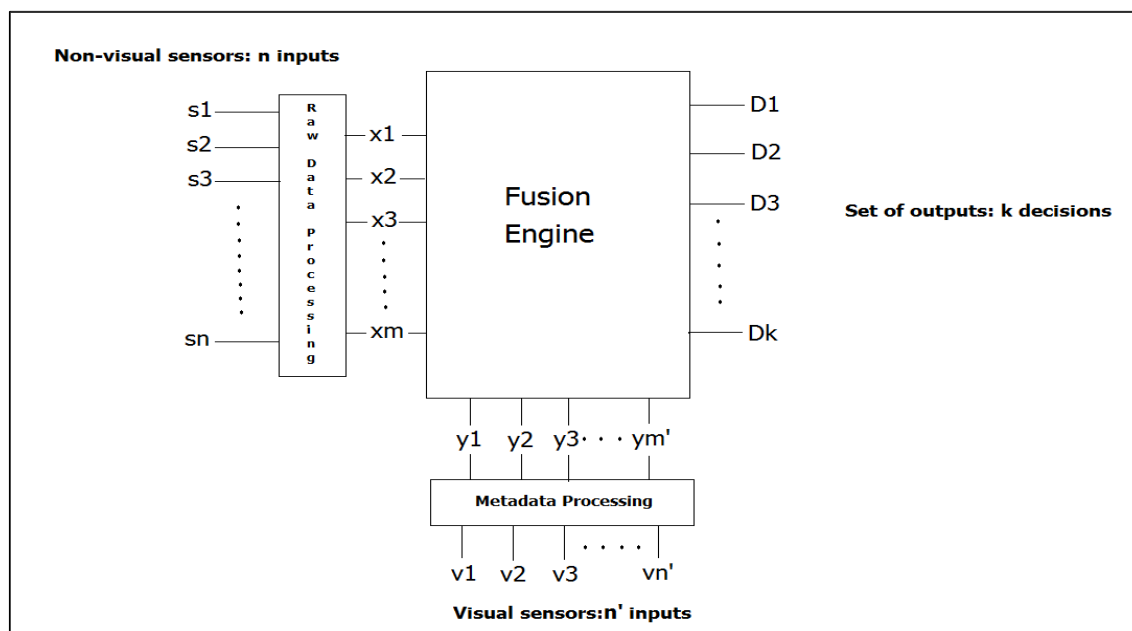 Non-visual sensors: n inputs
s1
s2
s3
sn
Raw Data Processing
x1
x2
x3
xm
Fusion
Engine
D1
D2
D3
Dk
Set of outputs: k decisions
y1 y2 y3 ym'
Metadata Processing
v1 v2 v3 vn'
Visual sensors:n' inputs